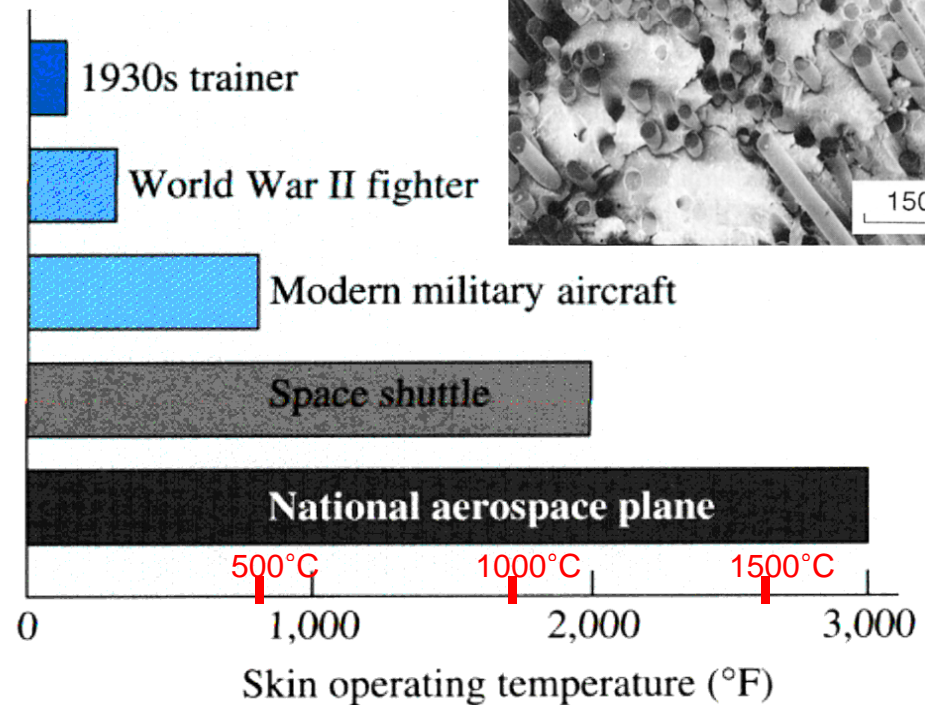 1930s trainer
World War II fighter
150
Modern military aircraft
Space shuttle
National aerospace plane
500°C 1000°C 1500°C
0 1,000 2,000 3,000
Skin operating temperature (°F)